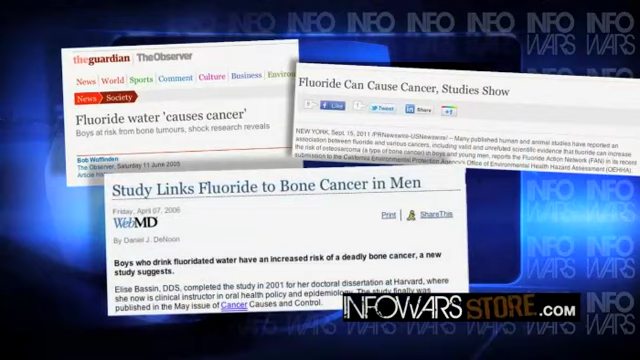 INFO
WARS
theguardian | TheObserver
News World Sports Comment Culture Business Environ
News Society
Fluoride water 'causes cancer'
Boys at risk from bone tumours, shock research reveals
Bob Woffinden
The Observer, Saturday 11 June 2005
Article
Fluoride Can Cause Cancer, Studies Show
Like Tweet Share
NEW YORK, Sept. 15, 2011 /PRNewswire-USNewswire/ -- Many published human and animal studies have reported an
association between fluoride and various cancers, including valid and unrefuted scientific evidence that fluoride can increase
the risk of osteosarcoma (a type of bone cancer) in boys and young men, reports the Fluoride Action Network (FAN) in its recent
submission to the California Environmental Protection Agency's Office of Environmental Health Hazard Assessment (OEHHA).
Study Links Fluoride to Bone Cancer in Men
Friday, April 07, 2006
WebMD
Print ShareThis
By Daniel J. DeNoon
Boys who drink fluoridated water have an increased risk of a deadly bone cancer, a new
study suggests.
Elise Bassin, DDS, completed the study in 2001 for her doctoral dissertation at Harvard, where
she now is clinical instructor in oral health policy and epidemiology. The study finally was
published in the May issue of Cancer Causes and Control.
INFOWARS STORE.COM